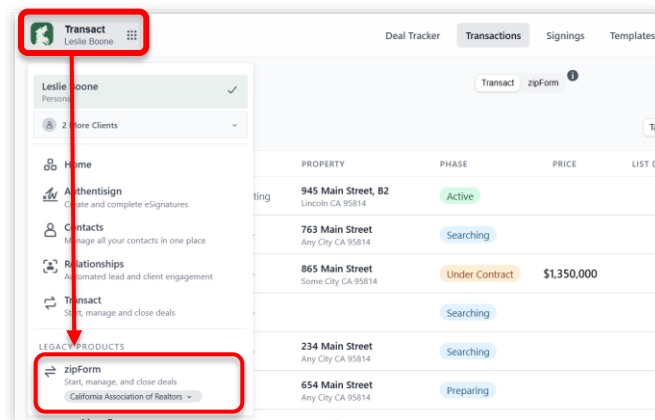 Transact
Leslie Boone
Deal Tracker
Transactions
Signings
Templates
Leslie Boone
Personal
2 More Clients
Transact
zipForm
Home
Authentisign
Create and complete eSignatures
Contacts
Manage all your contacts in one place
Relationships
Automated lead and client engagement
Transact
Start, manage and close deals
LEGACY PRODUCTS
zipForm
Start, manage, and close deals
California Association of Realtors
PROPERTY PHASE PRICE LIST
ting
945 Main Street, B2
Lincoln CA 95814
Active
763 Main Street
Any City CA 95814
Searching
865 Main Street
Some City CA 95814
Under Contract
$1,350,000
Searching
234 Main Street
Any City CA 95814
Searching
654 Main Street
Any City CA 95814
Preparing